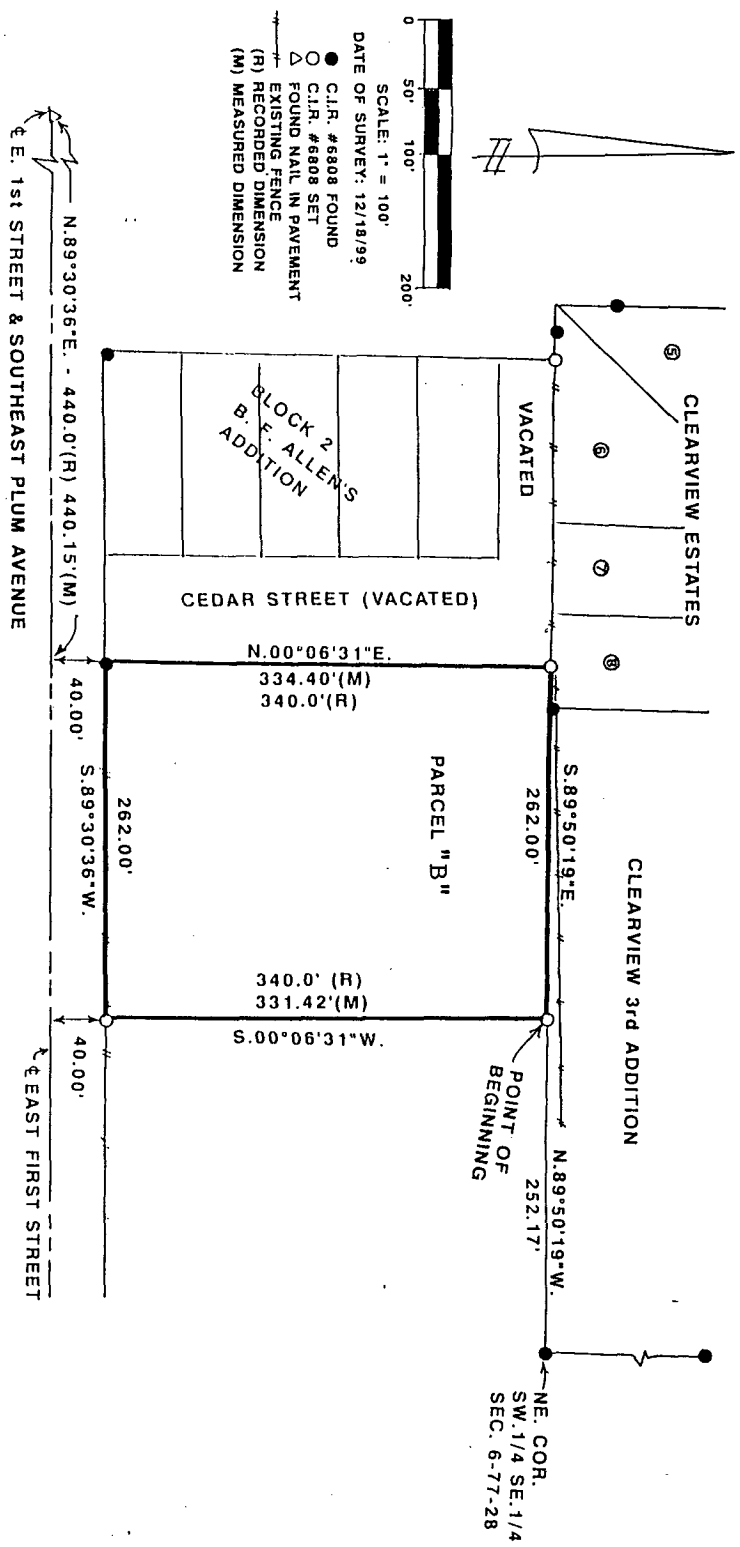 0 50' 100' 200'
SCALE: 1" = 100'
DATE OF SURVEY: 12/18/99
● C.I.R. #6808 FOUND
○ C.I.R. #6808 SET
△ FOUND NAIL IN PAVEMENT
EXISTING FENCE
(R) RECORDED DIMENSION
(M) MEASURED DIMENSION
CLEARVIEW ESTATES
5
6
7
8
CLEARVIEW 3rd ADDITION
VACATED
BLOCK 2
B. F. ALLEN'S
ADDITION
CEDAR STREET (VACATED)
N.00°06'31"E.
334.40'(M)
340.0'(R)
S.89°50'19"E.
262.00'
PARCEL "B"
340.0' (R)
331.42'(M)
S.00°06'31"W.
262.00'
S.89°30'36"W.
POINT OF
BEGINNING
N.89°50'19"W.
252.17'
NE. COR.
SW.1/4 SE.1/4
SEC. 6-77-28
40.00'
40.00'
N.89°30'36"E. - 440.0'(R) 440.15'(M)
℄ E. 1st STREET & SOUTHEAST PLUM AVENUE
℄ EAST FIRST STREET